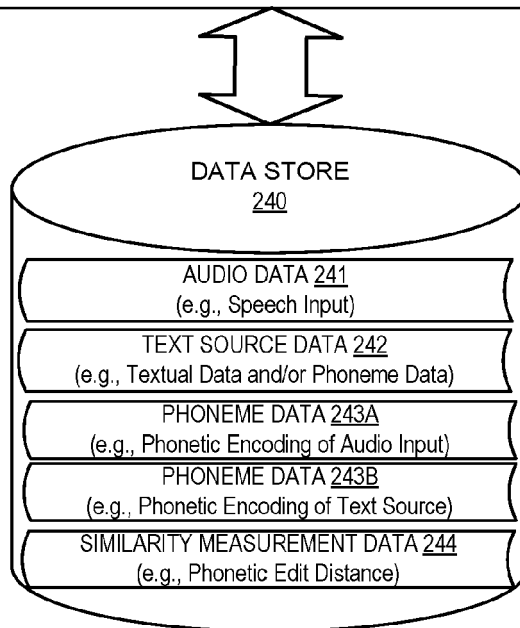 DATA STORE
240
AUDIO DATA 241
(e.g., Speech Input)
TEXT SOURCE DATA 242
(e.g., Textual Data and/or Phoneme Data)
PHONEME DATA 243A
(e.g., Phonetic Encoding of Audio Input)
PHONEME DATA 243B
(e.g., Phonetic Encoding of Text Source)
SIMILARITY MEASUREMENT DATA 244
(e.g., Phonetic Edit Distance)